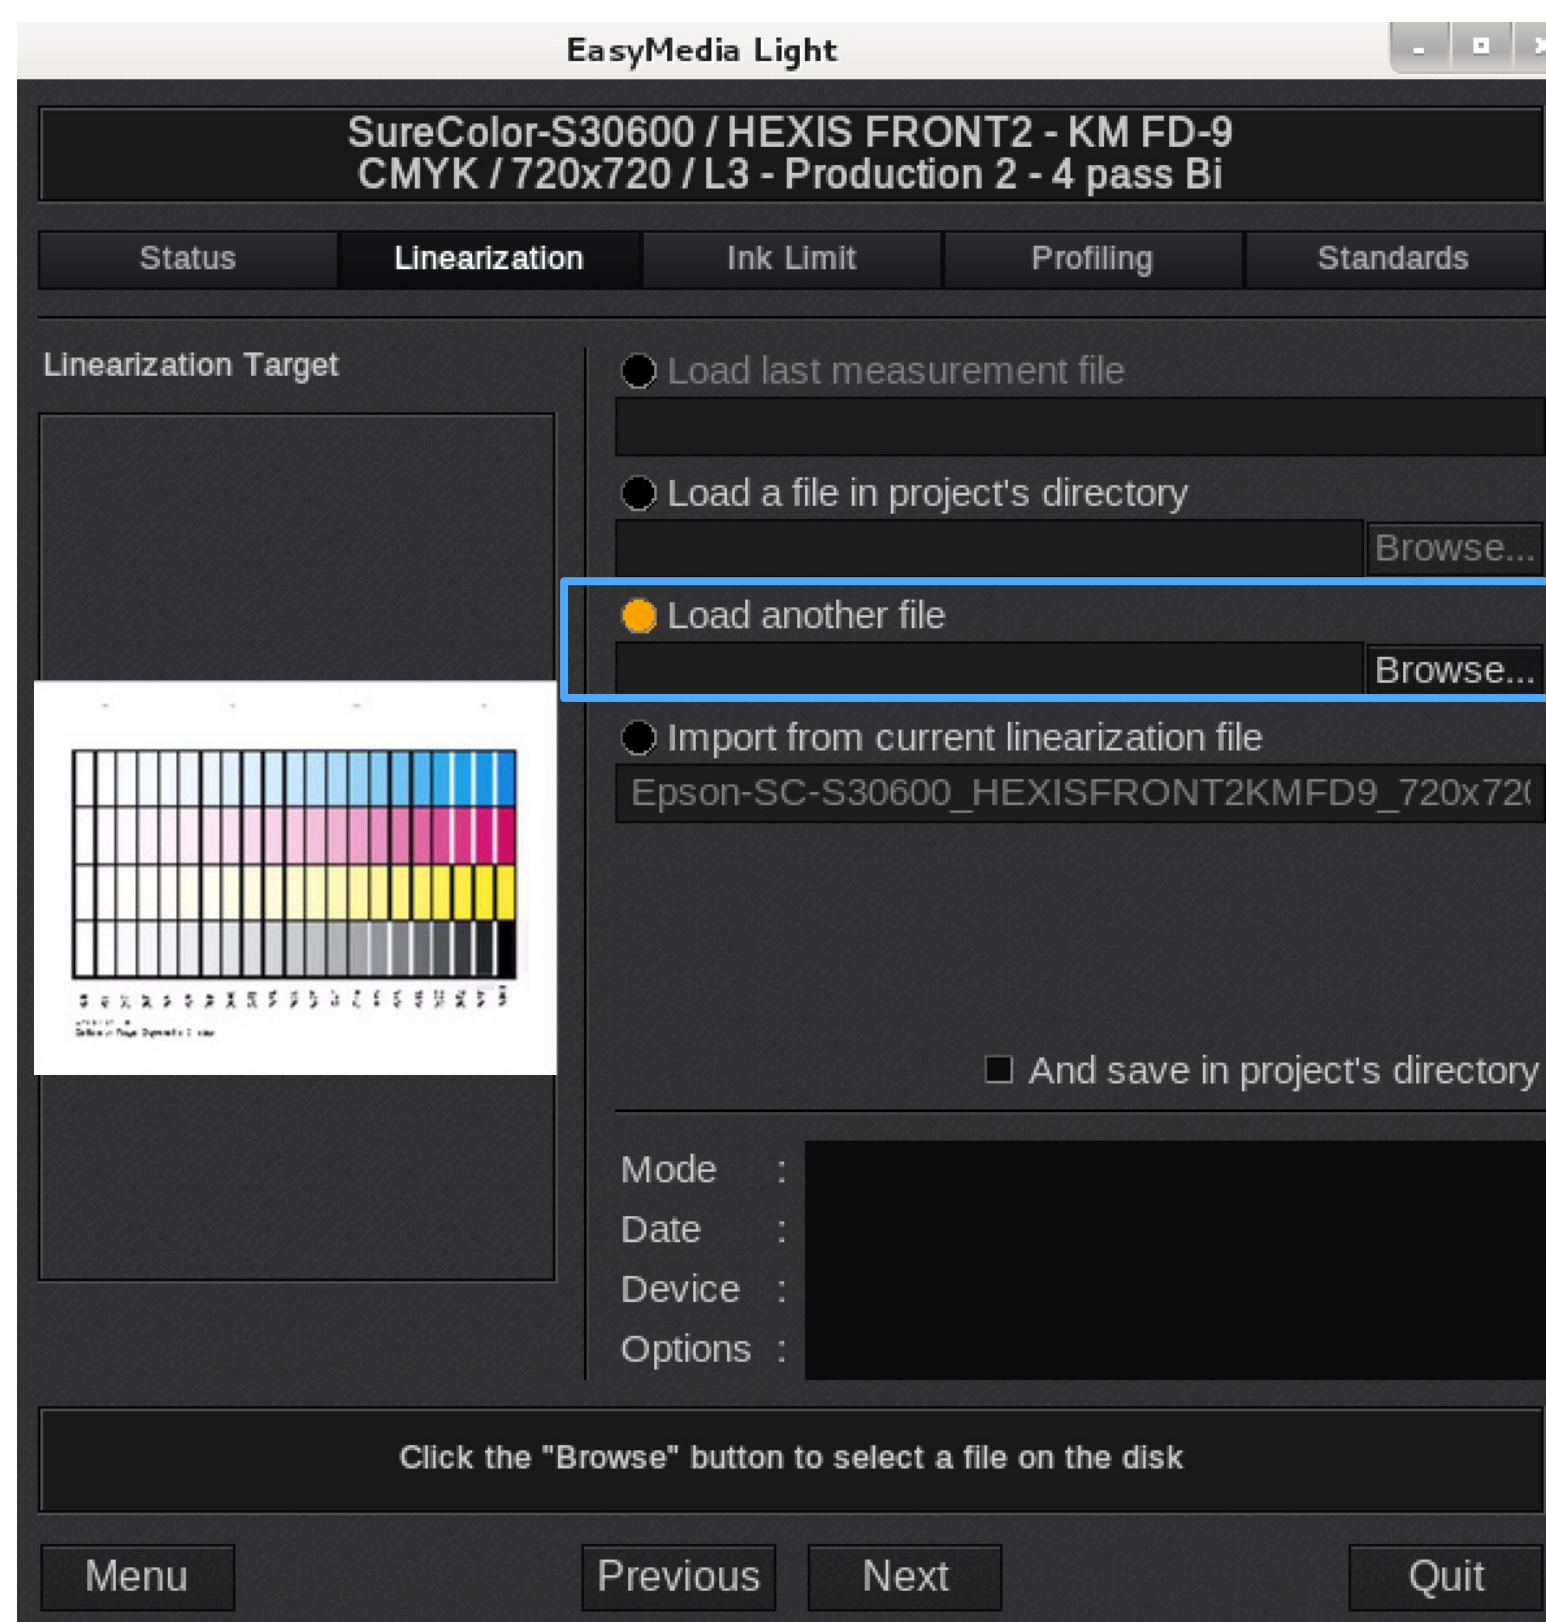 EasyMedia Light
SureColor-S30600 / HEXIS FRONT2 - KM FD-9
CMYK / 720x720 / L3 - Production 2 - 4 pass Bi
Status Linearization Ink Limit Profiling Standards
Linearization Target
Load last measurement file
Load a file in project's directory
Browse...
Load another file
Browse...
Import from current linearization file
Epson-SC-S30600_HEXISFRONT2KMFD9_720x720
And save in project's directory
Mode :
Date :
Device :
Options :
Click the "Browse" button to select a file on the disk
Menu Previous Next Quit